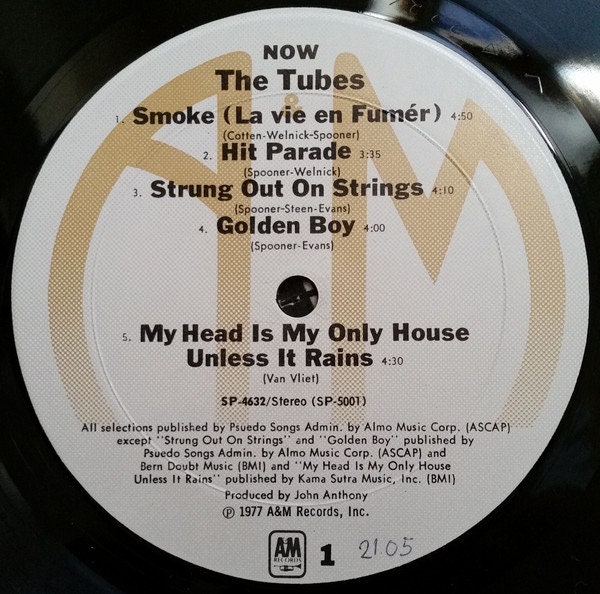 NOW
The Tubes
1. Smoke (La vie en Fumér) 4:50
(Cotten-Welnick-Spooner)
2. Hit Parade 3:35
(Spooner-Welnick)
3. Strung Out On Strings 4:10
(Spooner-Steen-Evans)
4. Golden Boy 4:00
(Spooner-Evans)
5. My Head Is My Only House
Unless It Rains 4:30
(Van Vliet)
SP-4632/Stereo (SP-5001)
All selections published by Psuedo Songs Admin. by Almo Music Corp. (ASCAP)
except "Strung Out On Strings" and "Golden Boy" published by
Psuedo Songs Admin. by Almo Music Corp. (ASCAP) and
Bern Doubt Music (BMI) and "My Head Is My Only House
Unless It Rains" published by Kama Sutra Music, Inc. (BMI)
Produced by John Anthony
℗ 1977 A&M Records, Inc.
A&M
RECORDS
1 2105
A&M